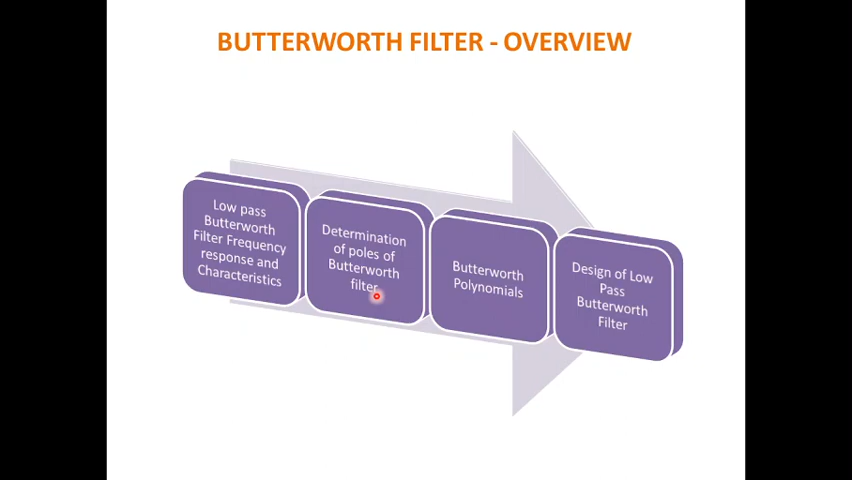 BUTTERWORTH FILTER - OVERVIEW
Low pass
Butterworth
Filter Frequency
response and
Characteristics
Determination
of poles of
Butterworth
filter
Butterworth
Polynomials
Design of Low
Pass
Butterworth
Filter